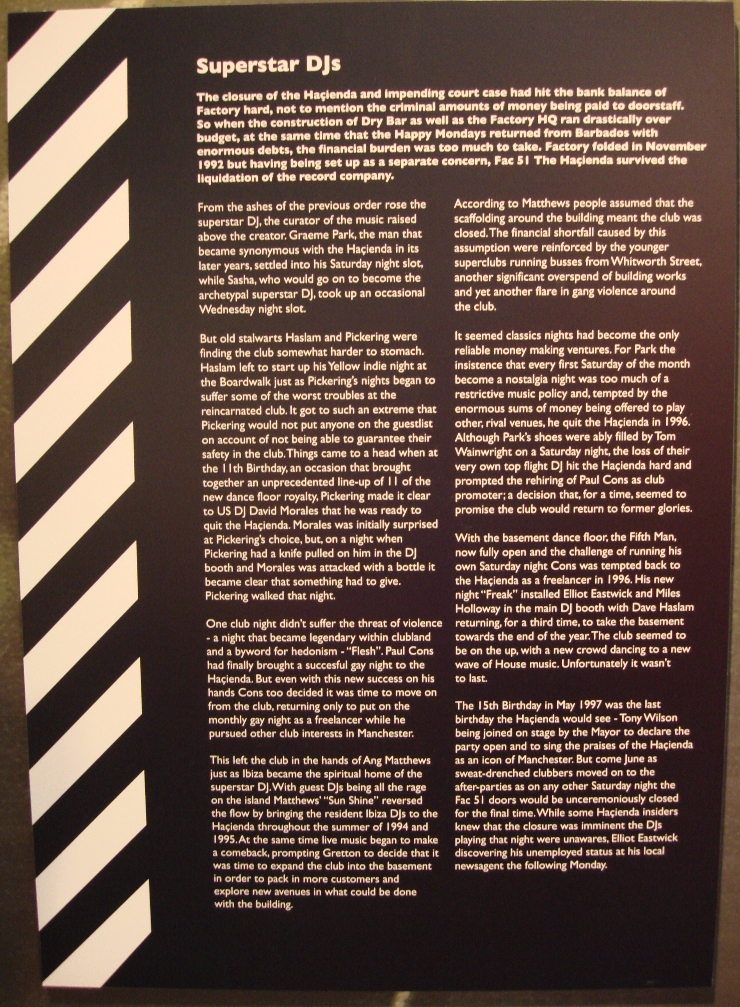 Superstar DJs
The closure of the Haçienda and impending court case had hit the bank balance of
Factory hard, not to mention the criminal amounts of money being paid to doorstaff.
So when the construction of Dry Bar as well as the Factory HQ ran drastically over
budget, at the same time that the Happy Mondays returned from Barbados with
enormous debts, the financial burden was too much to take. Factory folded in November
1992 but having being set up as a separate concern, Fac 51 The Haçienda survived the
liquidation of the record company.
From the ashes of the previous order rose the
superstar DJ, the curator of the music raised
above the creator. Graeme Park, the man that
became synonymous with the Haçienda in its
later years, settled into his Saturday night slot,
while Sasha, who would go on to become the
archetypal superstar DJ, took up an occasional
Wednesday night slot.
But old stalwarts Haslam and Pickering were
finding the club somewhat harder to stomach.
Haslam left to start up his Yellow indie night at
the Boardwalk just as Pickering's nights began to
suffer some of the worst troubles at the
reincarnated club. It got to such an extreme that
Pickering would not put anyone on the guestlist
on account of not being able to guarantee their
safety in the club. Things came to a head when at
the 11th Birthday, an occasion that brought
together an unprecedented line-up of 11 of the
new dance floor royalty, Pickering made it clear
to US DJ David Morales that he was ready to
quit the Haçienda. Morales was initially surprised
at Pickering's choice, but, on a night when
Pickering had a knife pulled on him in the DJ
booth and Morales was attacked with a bottle it
became clear that something had to give.
Pickering walked that night.
One club night didn't suffer the threat of violence
- a night that became legendary within clubland
and a byword for hedonism - "Flesh". Paul Cons
had finally brought a succesful gay night to the
Haçienda. But even with this new success on his
hands Cons too decided it was time to move on
from the club, returning only to put on the
monthly gay night as a freelancer while he
pursued other club interests in Manchester.
This left the club in the hands of Ang Matthews
just as Ibiza became the spiritual home of the
superstar DJ. With guest DJs being all the rage
on the island Matthews' "Sun Shine" reversed
the flow by bringing the resident Ibiza DJs to the
Haçienda throughout the summer of 1994 and
1995. At the same time live music began to make
a comeback, prompting Gretton to decide that it
was time to expand the club into the basement
in order to pack in more customers and
explore new avenues in what could be done
with the building.
According to Matthews people assumed that the
scaffolding around the building meant the club was
closed. The financial shortfall caused by this
assumption were reinforced by the younger
superclubs running busses from Whitworth Street,
another significant overspend of building works
and yet another flare in gang violence around
the club.
It seemed classics nights had become the only
reliable money making ventures. For Park the
insistence that every first Saturday of the month
become a nostalgia night was too much of a
restrictive music policy and, tempted by the
enormous sums of money being offered to play
other, rival venues, he quit the Haçienda in 1996.
Although Park's shoes were ably filled by Tom
Wainwright on a Saturday night, the loss of their
very own top flight DJ hit the Haçienda hard and
prompted the rehiring of Paul Cons as club
promoter; a decision that, for a time, seemed to
promise the club would return to former glories.
With the basement dance floor, the Fifth Man,
now fully open and the challenge of running his
own Saturday night Cons was tempted back to
the Haçienda as a freelancer in 1996. His new
night "Freak" installed Elliot Eastwick and Miles
Holloway in the main DJ booth with Dave Haslam
returning, for a third time, to take the basement
towards the end of the year. The club seemed to
be on the up, with a new crowd dancing to a new
wave of House music. Unfortunately it wasn't
to last.
The 15th Birthday in May 1997 was the last
birthday the Haçienda would see - Tony Wilson
being joined on stage by the Mayor to declare the
party open and to sing the praises of the Haçienda
as an icon of Manchester. But come June as
sweat-drenched clubbers moved on to the
after-parties as on any other Saturday night the
Fac 51 doors would be unceremoniously closed
for the final time. While some Haçienda insiders
knew that the closure was imminent the DJs
playing that night were unawares, Elliot Eastwick
discovering his unemployed status at his local
newsagent the following Monday.